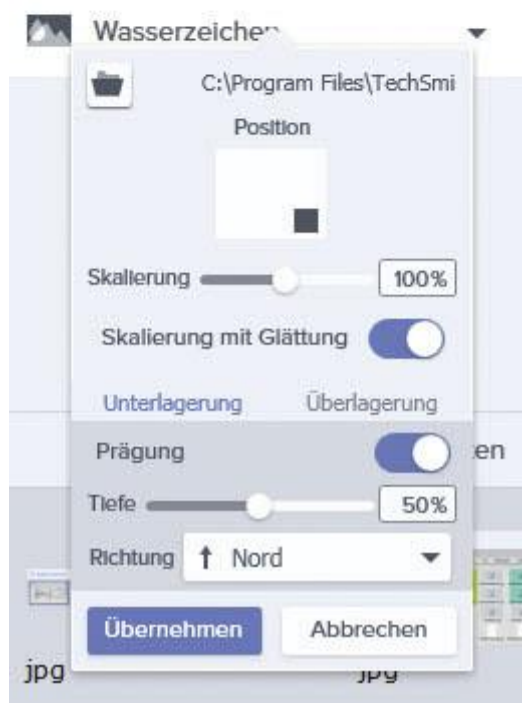 Wasserzeichen
C:\Program Files\TechSmi
Position
Skalierung 100%
Skalierung mit Glättung
Unterlagerung Überlagerung
Prägung en
Tiefe 50%
Richtung ↑ Nord
Übernehmen Abbrechen
jpg jpg